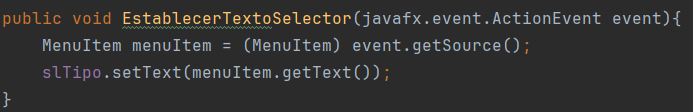 public void EstablecerTextoSelector(javafx.event.ActionEvent event){
    MenuItem menuItem = (MenuItem) event.getSource();
    slTipo.setText(menuItem.getText());
}